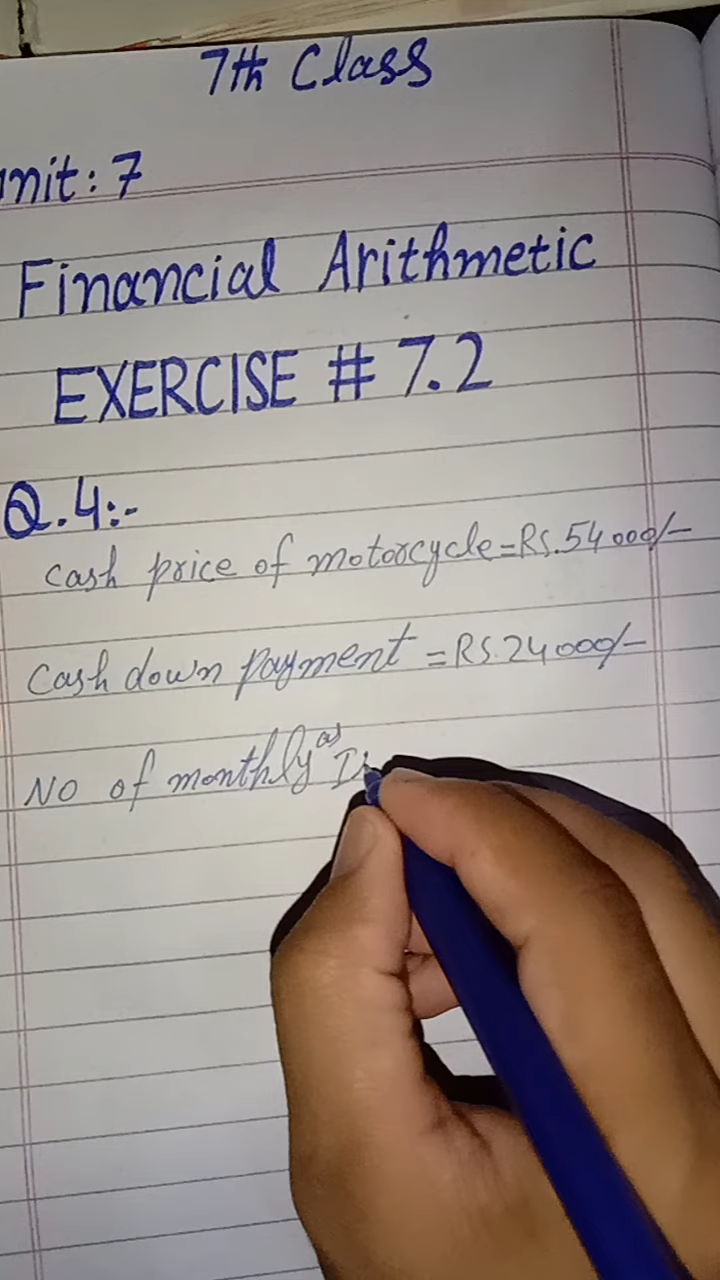 7th Class
unit: 7
Financial Arithmetic
EXERCISE # 7.2
Q.4:-
Cash price of motorcycle = Rs.54000/-
Cash down payment = RS.24000/-
NO of monthly